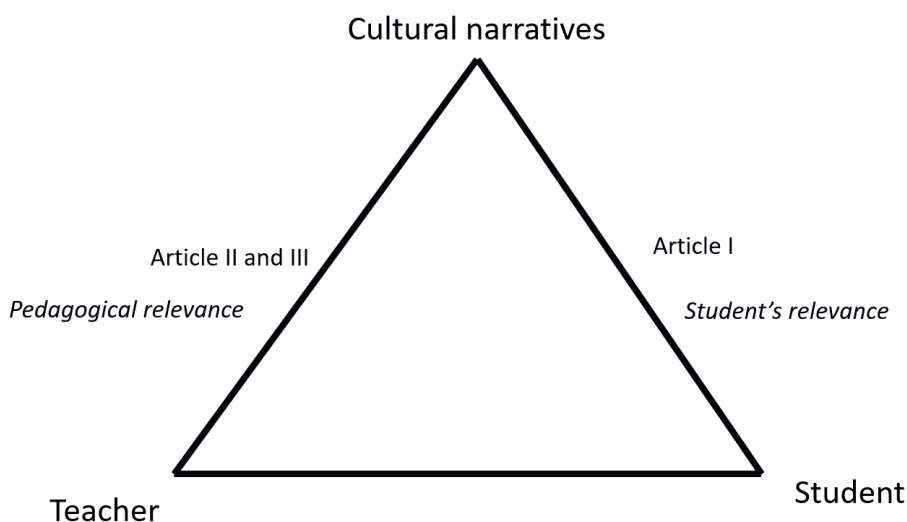 Cultural narratives
Article II and III
Article I
Pedagogical relevance
Student’s relevance
Teacher
Student